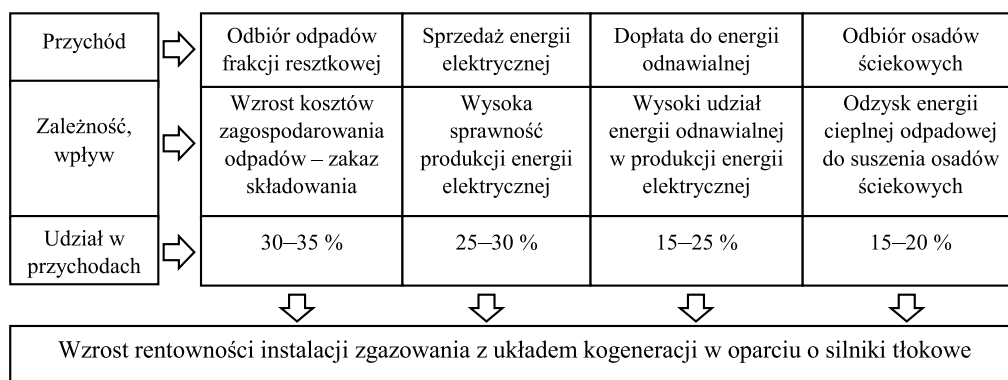 Przychód
Odbiór odpadów
frakcji resztkowej
Sprzedaż energii
elektrycznej
Dopłata do energii
odnawialnej
Odbiór osadów
ściekowych
Zależność,
wpływ
Wzrost kosztów
zagospodarowania
odpadów – zakaz
składowania
Wysoka
sprawność
produkcji energii
elektrycznej
Wysoki udział
energii odnawialnej
w produkcji energii
elektrycznej
Odzysk energii
cieplnej odpadowej
do suszenia osadów
ściekowych
Udział w
przychodach
30–35 %
25–30 %
15–25 %
15–20 %
Wzrost rentowności instalacji zgazowania z układem kogeneracji w oparciu o silniki tłokowe